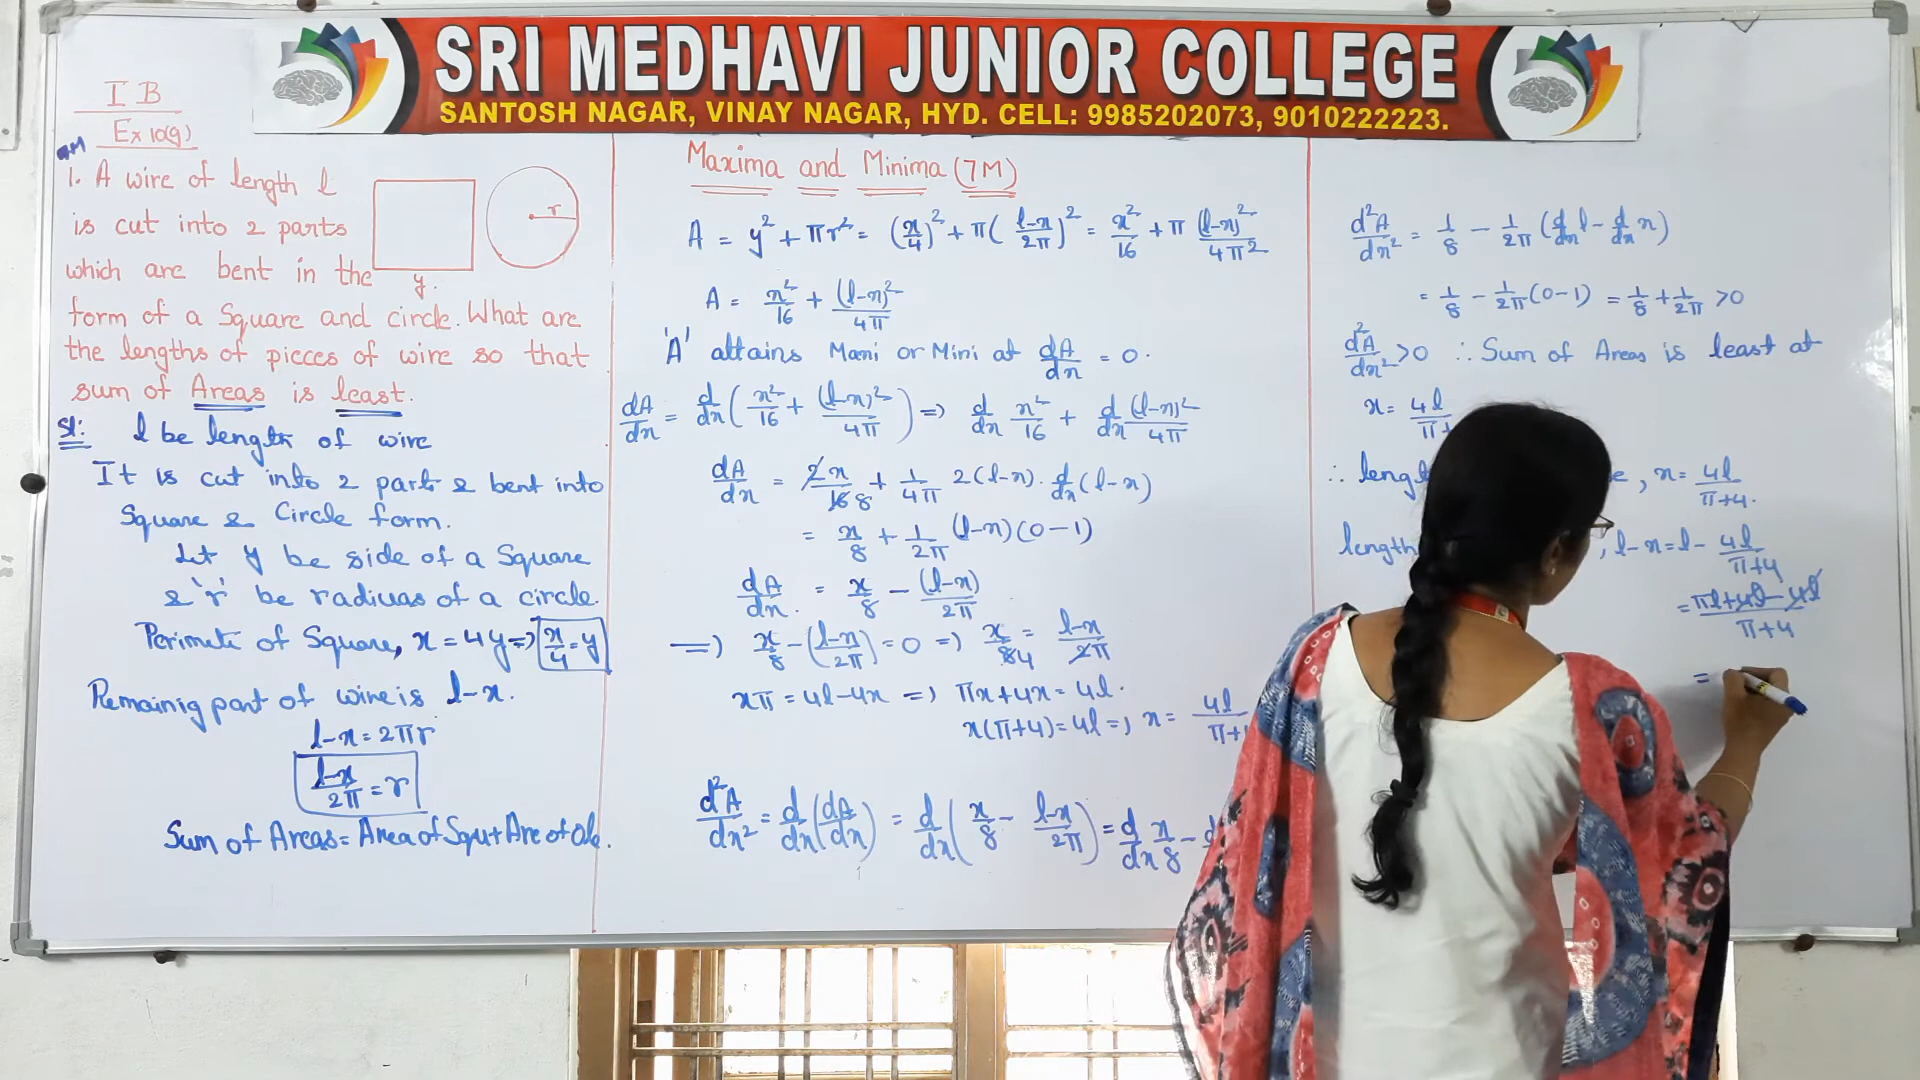 SRI MEDHAVI JUNIOR COLLEGE
SANTOSH NAGAR, VINAY NAGAR, HYD. CELL: 9985202073, 9010222223.
I B
Ex 10(g)
1. A wire of length l
is cut into 2 parts
which are bent in the
form of a Square and circle. What are
the lengths of pieces of wire so that
sum of Areas is least.
r
y.
Sl: l be length of wire
It is cut into 2 parts & bent into
Square & Circle form.
Let y be side of a Square
& 'r' be radiuas of a circle.
Perimete of Square, x = 4y => x/4 = y
Remainig part of wire is l-x.
l-x = 2πr
l-x/2π = r
Sum of Areas = Area of Squ + Are of
Maxima and Minima (7M)
A = y² + πr² = (x/4)² + π(l-x/2π)² = x²/16 + π (l-x)²/4π²
A = x²/16 + (l-x)²/4π
'A' attains Maxi or Mini at dA/dx = 0.
dA/dx = d/dx (x²/16 + (l-x)²/4π) => d/dx x²/16 + d/dx (l-x)²/4π
dA/dx = 2x/16 8 + 1/4π 2(l-x). d/dx (l-x)
= x/8 + 1/2π (l-x)(0-1)
dA/dx. = x/8 - (l-x)/2π
=> x/8 - (l-x/2π) = 0 => x/8 4 = l-x/2π
xπ = 4l-4x => πx+4x = 4l.
x(π+4) = 4l => x = 4l/π+
d²A/dx² = d/dx (dA/dx) = d/dx (x/8 - l-x/2π) = d/dx x/8 -
d²A/dx² = 1/8 - 1/2π (d/dx l - d/dx x)
= 1/8 - 1/2π (0-1) = 1/8 + 1/2π >0
d²A/dx² >0 ∴ Sum of Areas is least at
x = 4l/π+
∴ , x = 4l/π+4.
length , l-x = l - 4l/π+4
= πl+4l-4l/π+4
=